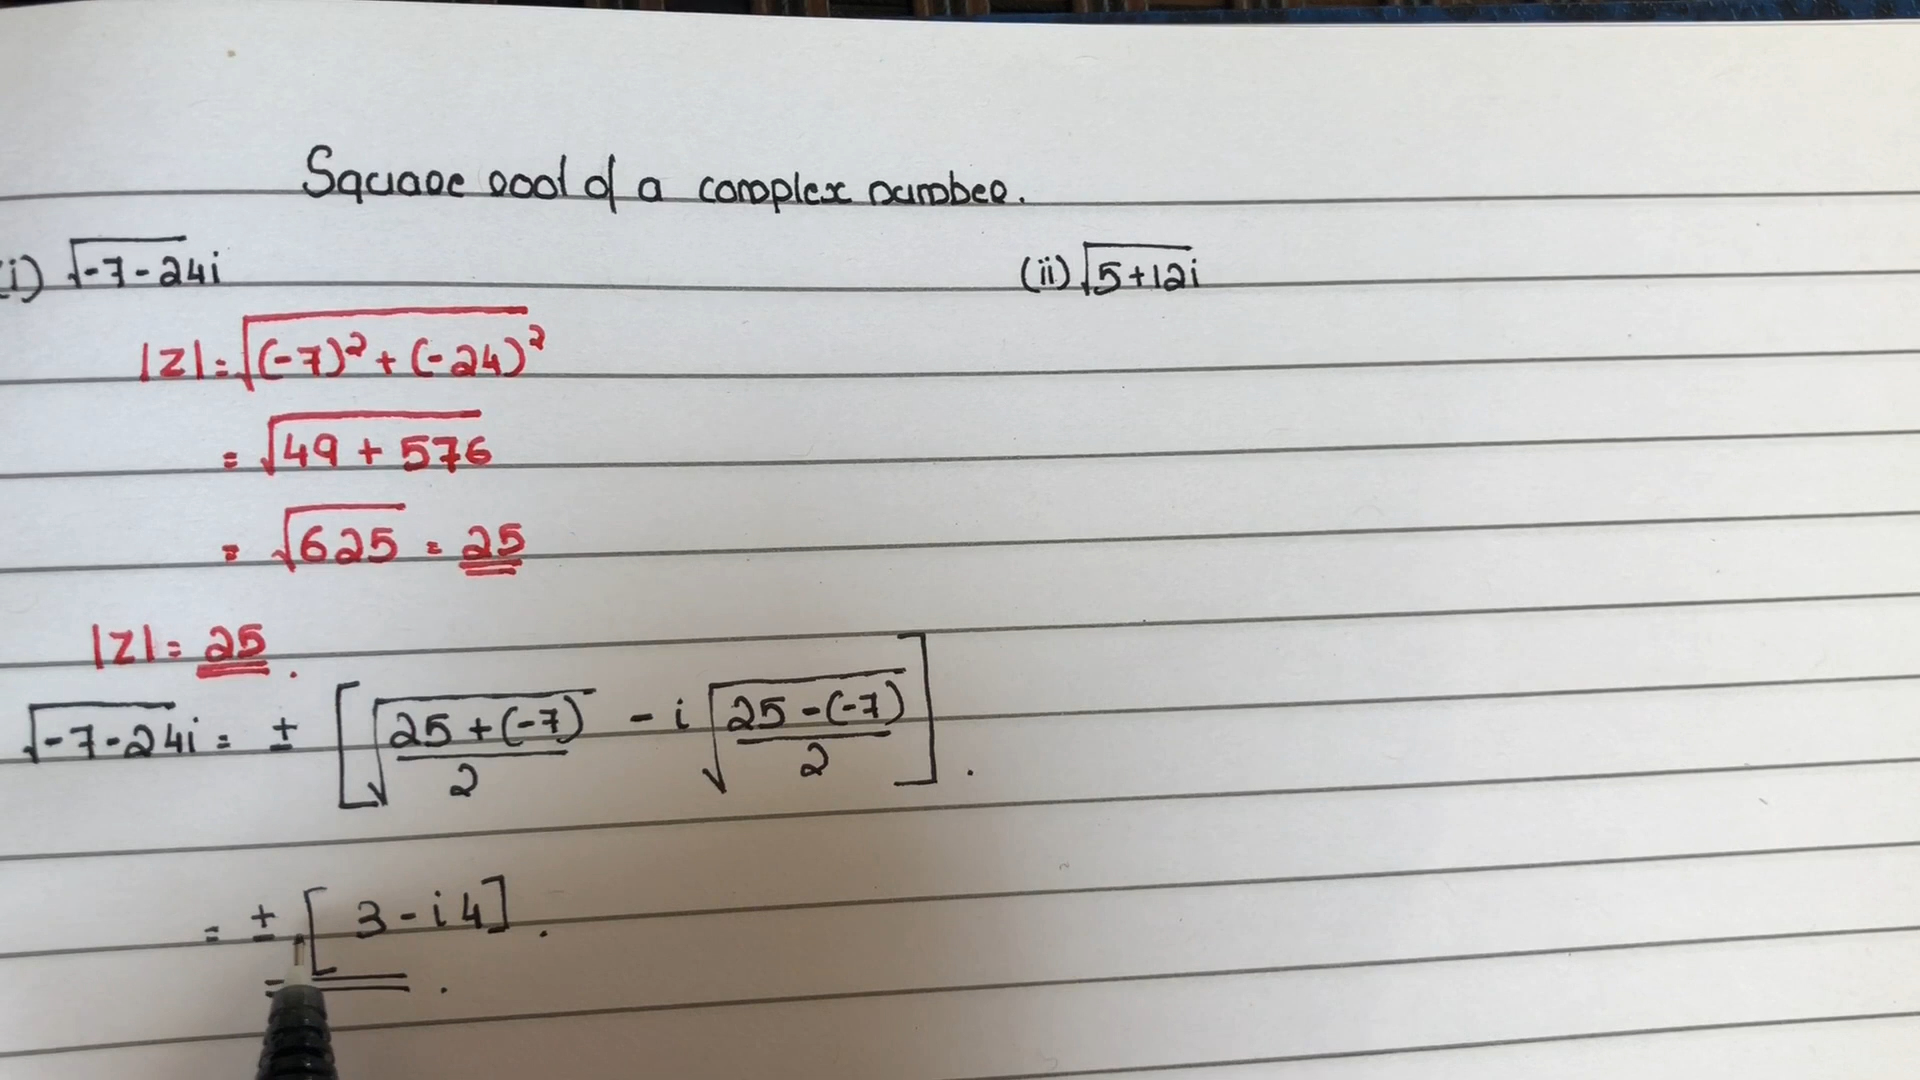 Square root of a complex number.
(i) √-7-24i
(ii) √5+12i
|z| = √(-7)² + (-24)²
= √49 + 576
= √625 = 25
|z| = 25.
√-7-24i = ± [√25+(-7)/2 - i √25-(-7)/2].
= ± [3 - i4].